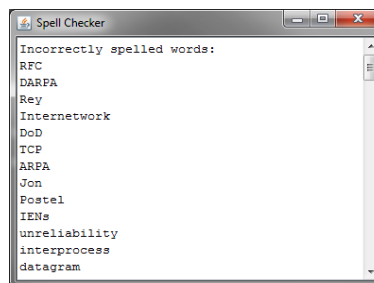 Spell Checker
Incorrectly spelled words:
RFC
DARPA
Rey
Internetwork
DoD
TCP
ARPA
Jon
Postel
IENs
unreliability
interprocess
datagram